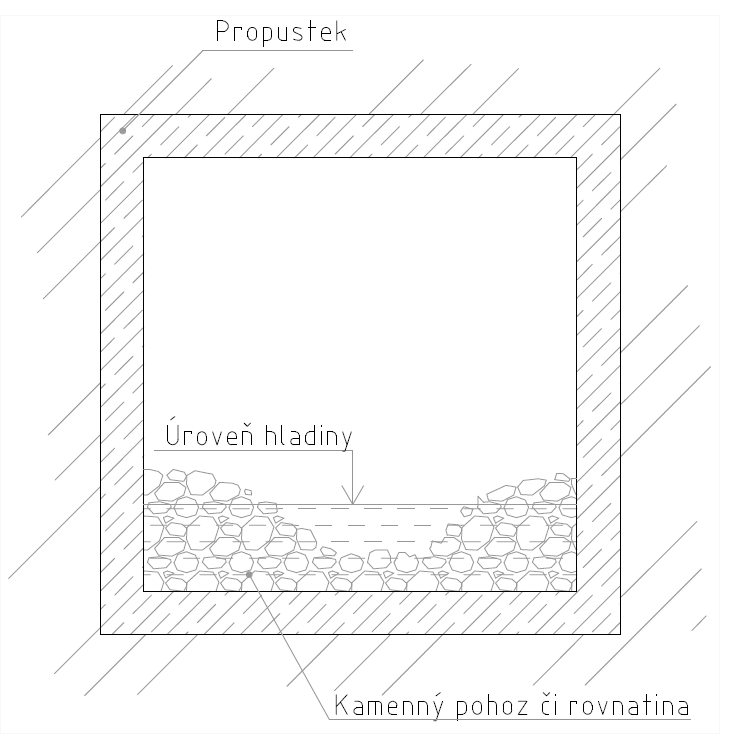 Propustek
Úroveň hladiny
Kamenný pohoz či rovnatina